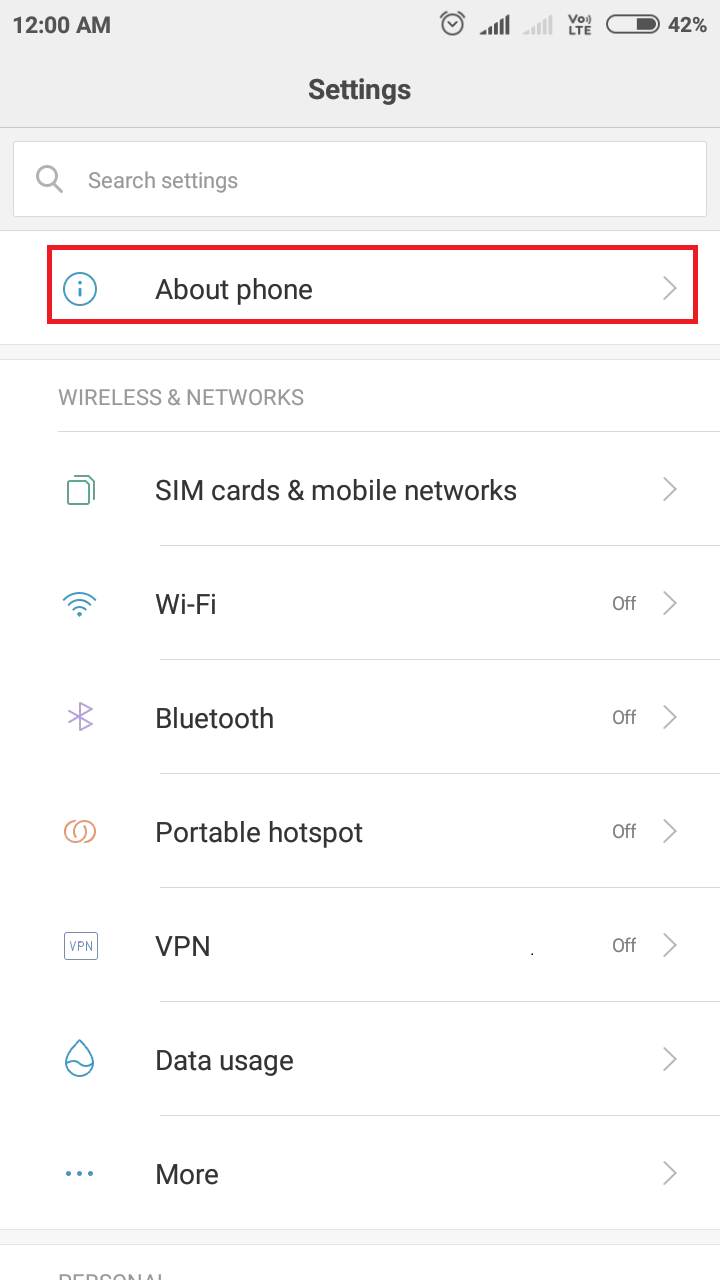 12:00 AM Vo) LTE 42%
Settings
Search settings
About phone
WIRELESS & NETWORKS
SIM cards & mobile networks
Wi-Fi Off
Bluetooth Off
Portable hotspot Off
VPN VPN Off
Data usage
More
PERSONAL